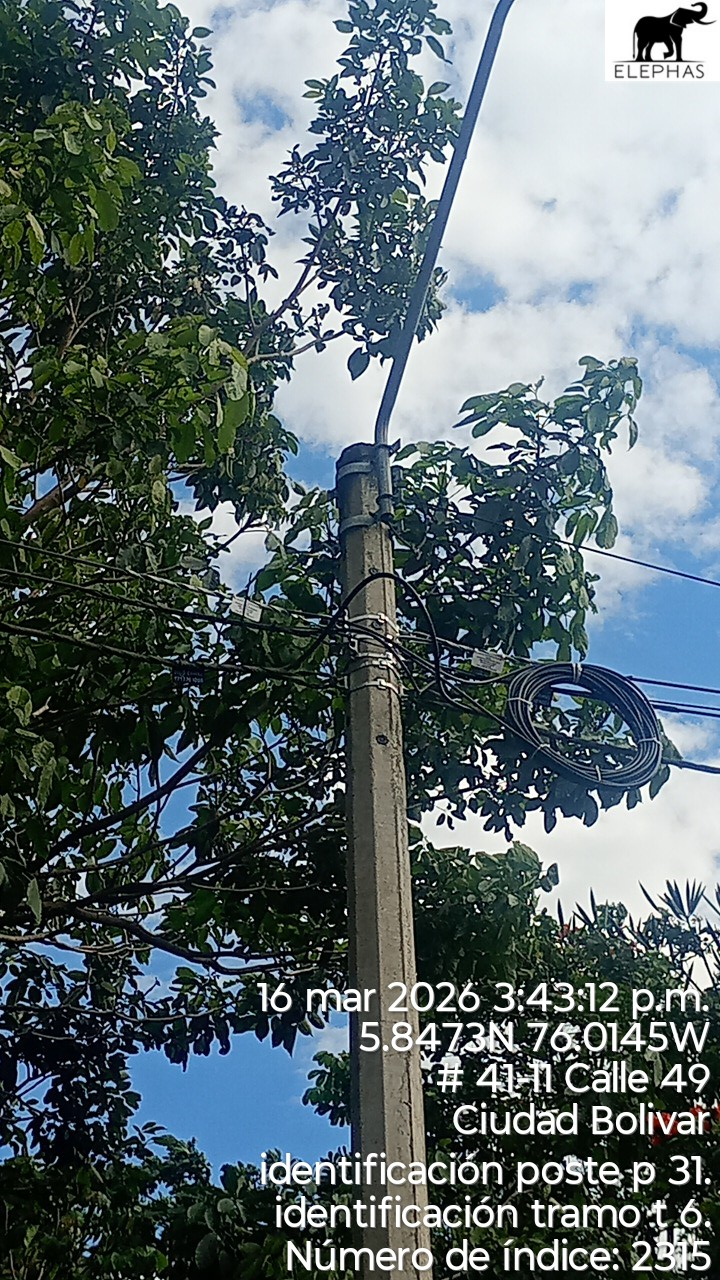 ELEPHAS
16 mar 2026 3:43:12 p.m.
5.8473N 76.0145W
# 41-11 Calle 49
Ciudad Bolivar
identificación poste p 31.
identificación tramo t 6.
Número de índice: 2315